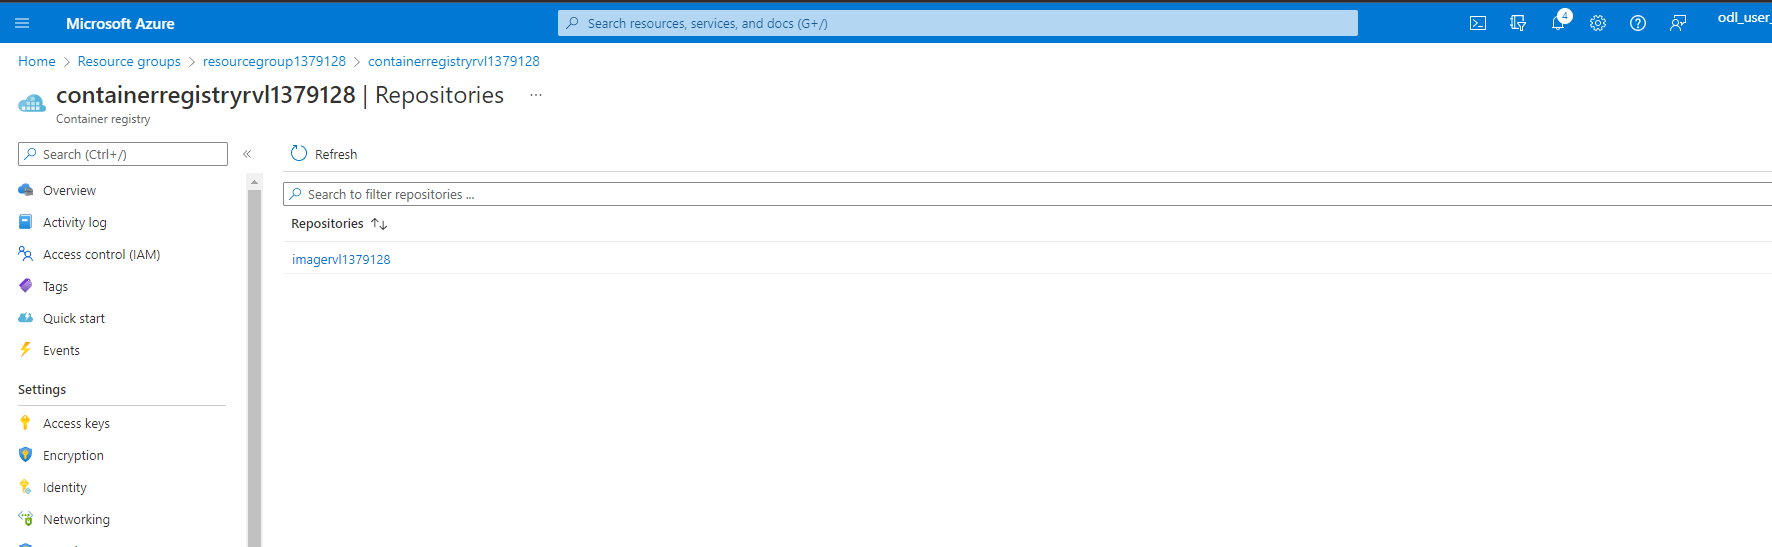 Microsoft Azure
Search resources, services, and docs (G+/)
4
odl_user_
Home > Resource groups > resourcegroup1379128 > containerregistryrvl1379128
containerregistryrvl1379128 | Repositories ...
Container registry
Search (Ctrl+/)
«
Refresh
Overview
Activity log
Access control (IAM)
Tags
Quick start
Events
Settings
Access keys
Encryption
Identity
Networking
Search to filter repositories ...
Repositories ↑↓
imagervl1379128